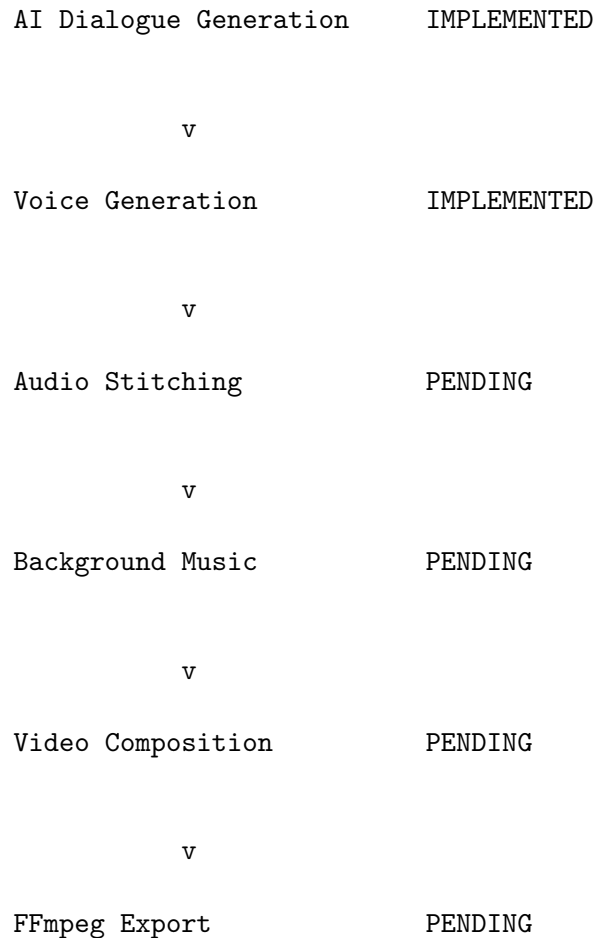 AI Dialogue Generation IMPLEMENTED
v
Voice Generation IMPLEMENTED
v
Audio Stitching PENDING
v
Background Music PENDING
v
Video Composition PENDING
v
FFmpeg Export PENDING